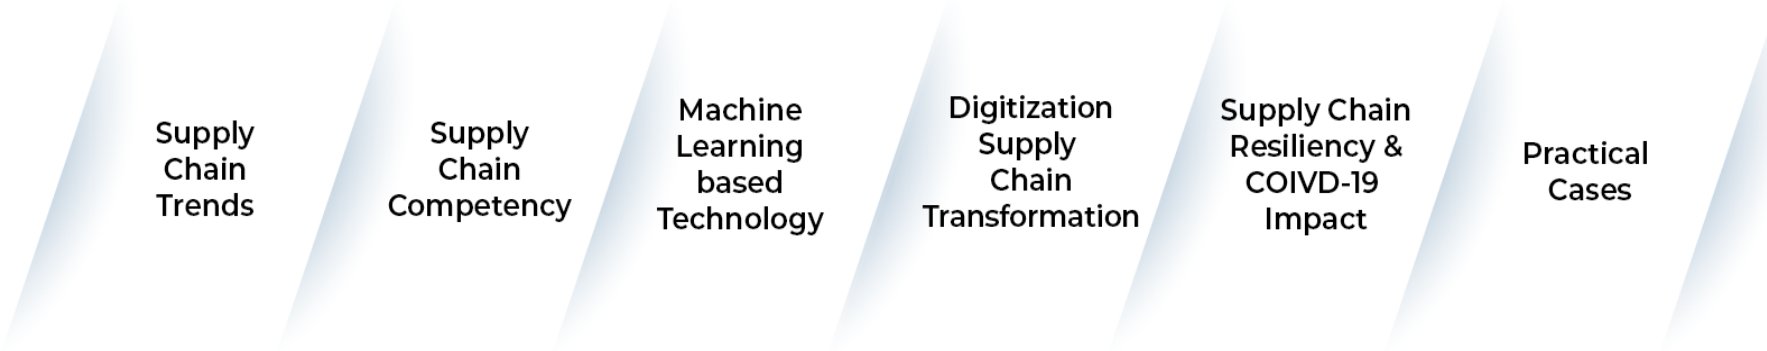 Supply
Chain
Trends
Supply
Chain
Competency
Machine
Learning
based
Technology
Digitization
Supply
Chain
Transformation
Supply Chain
Resiliency &
COIVD-19
Impact
Practical
Cases